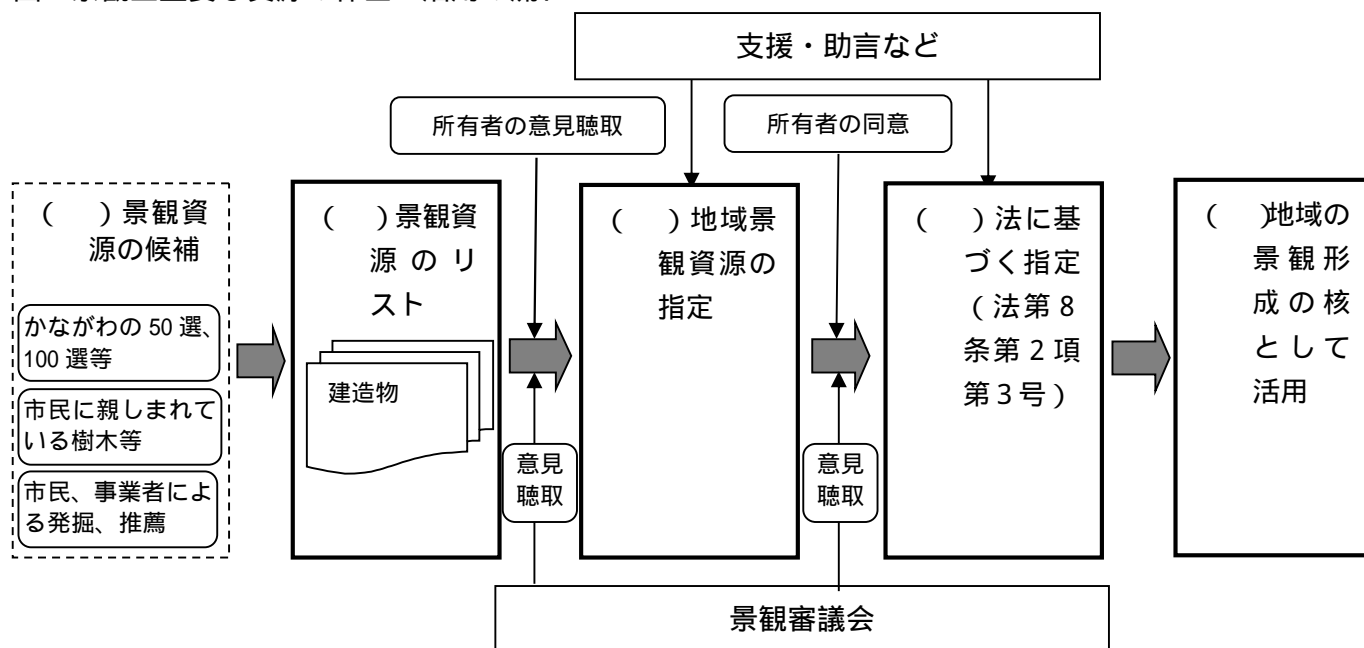 支援・助言など
所有者の意見聴取
所有者の同意
(　)景観資
源の候補
かながわの50選、
100選等
市民に親しまれて
いる樹木等
市民、事業者によ
る発掘、推薦
(　)景観資
源のリ
スト
建造物
意見
聴取
(　)地域景
観資源の
指定
意見
聴取
(　)法に基
づく指定
(法第8
条第2項
第3号)
(　)地域の
景観形
成の核
として
活用
景観審議会